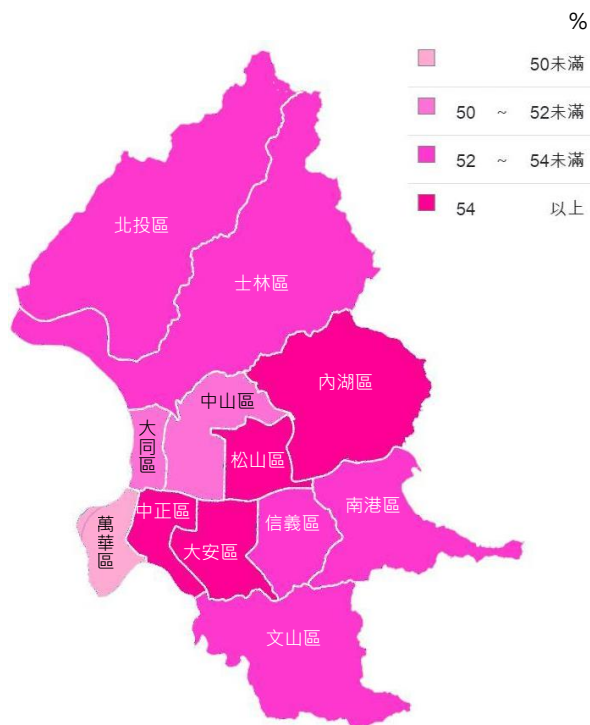 %
50未滿
50 ~ 52未滿
52 ~ 54未滿
54 以上
北投區
士林區
內湖區
中山區
大同區
松山區
南港區
中正區
信義區
萬華區
大安區
文山區